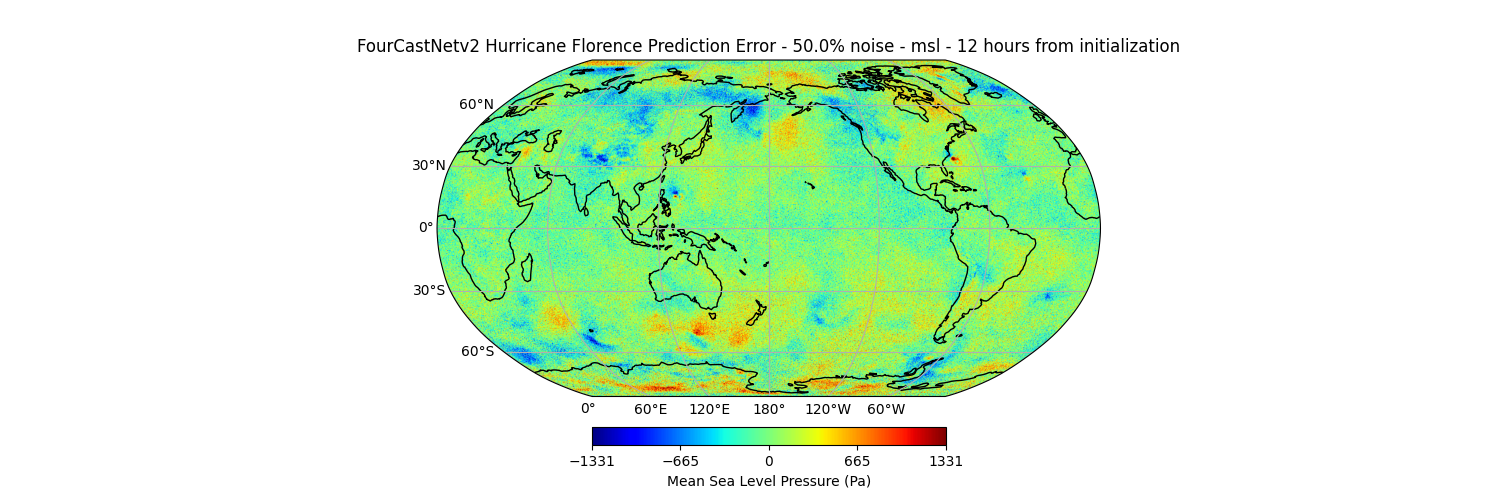 FourCastNetv2 Hurricane Florence Prediction Error - 50.0% noise - msl - 12 hours from initialization
60°N
30°N
0°
30°S
60°S
0° 60°E 120°E 180° 120°W 60°W
−1331 −665 0 665 1331
Mean Sea Level Pressure (Pa)